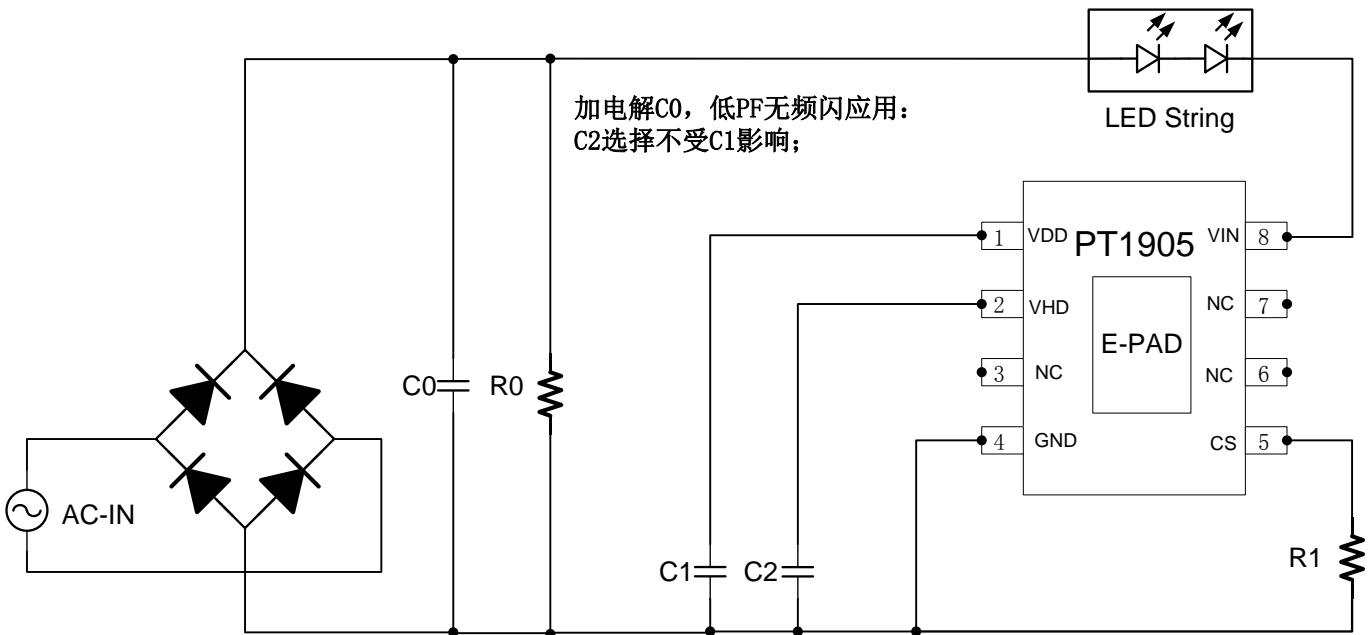 加电解C0，低PF无频闪应用：
C2选择不受C1影响；
LED String
1 VDD PT1905 VIN 8
2 VHD NC 7
E-PAD
3 NC NC 6
4 GND CS 5
C0 R0
AC-IN
C1 C2 R1